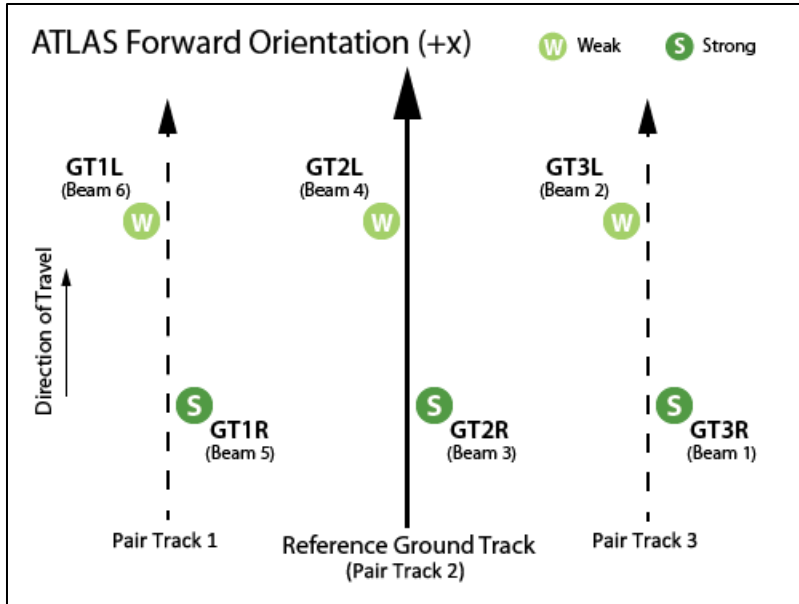 ATLAS Forward Orientation (+x)
W Weak
S Strong
GT1L
(Beam 6)
W
GT2L
(Beam 4)
W
GT3L
(Beam 2)
W
Direction of Travel
S
GT1R
(Beam 5)
S
GT2R
(Beam 3)
S
GT3R
(Beam 1)
Pair Track 1
Reference Ground Track
(Pair Track 2)
Pair Track 3